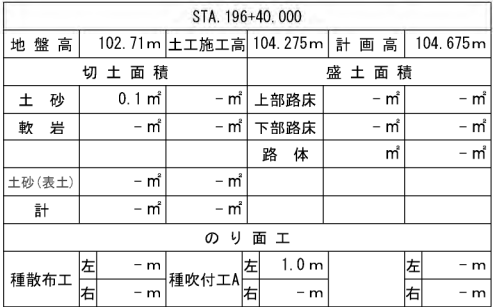 STA.196+40.000
地 盤 高 102.71m 土工施工高 104.275m 計 画 高 104.675m
切 土 面 積 盛 土 面 積
土 砂 0.1㎡ -㎡ 上部路床 -㎡ -㎡
軟 岩 -㎡ -㎡ 下部路床 -㎡ -㎡
路 体 ㎡ -㎡
土砂(表土) -㎡ -㎡
計 -㎡ -㎡
の り 面 工
種散布工 左 -m 種吹付工A 左 1.0m 左 -m
右 -m 右 -m 右 -m